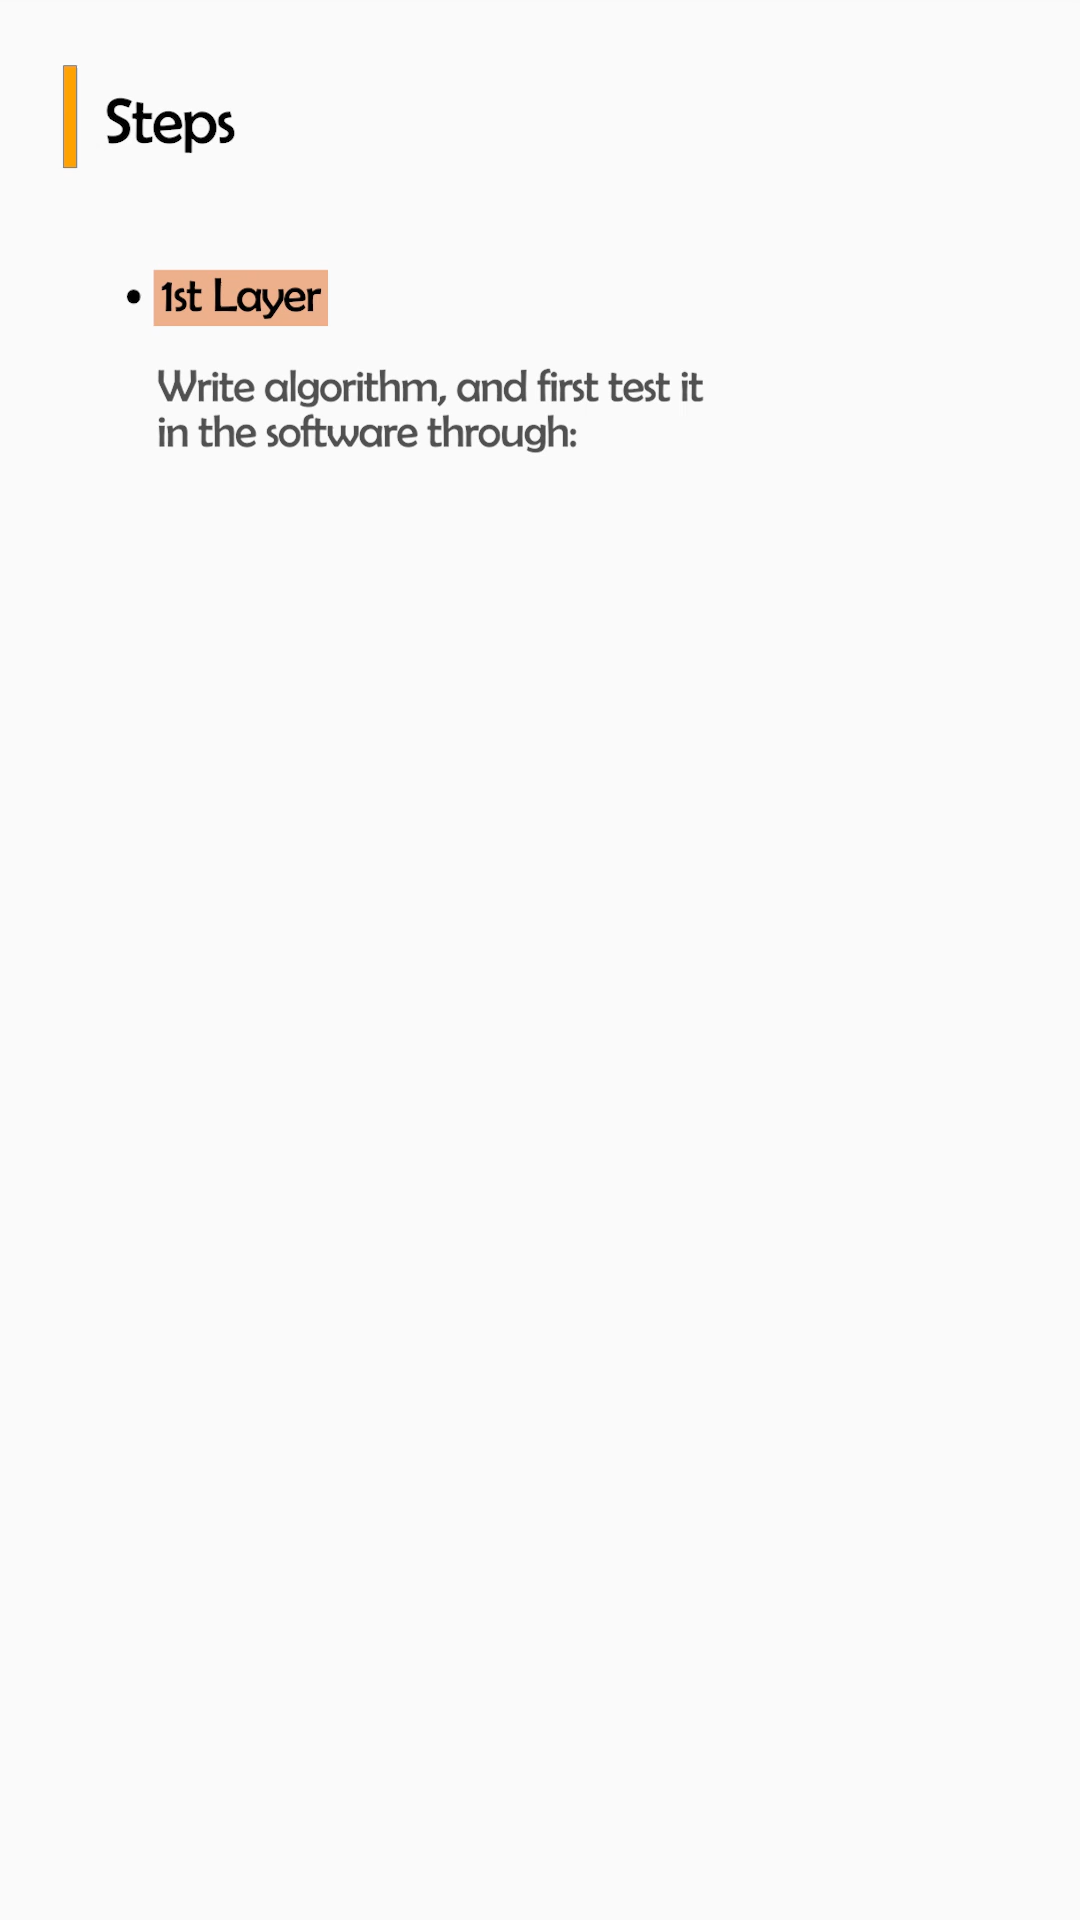 Steps
• 1st Layer
Write algorithm, and first test it
in the software through: